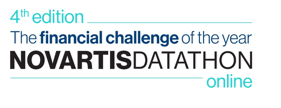 4th edition
The financial challenge of the year
NOVARTISDATATHON
online